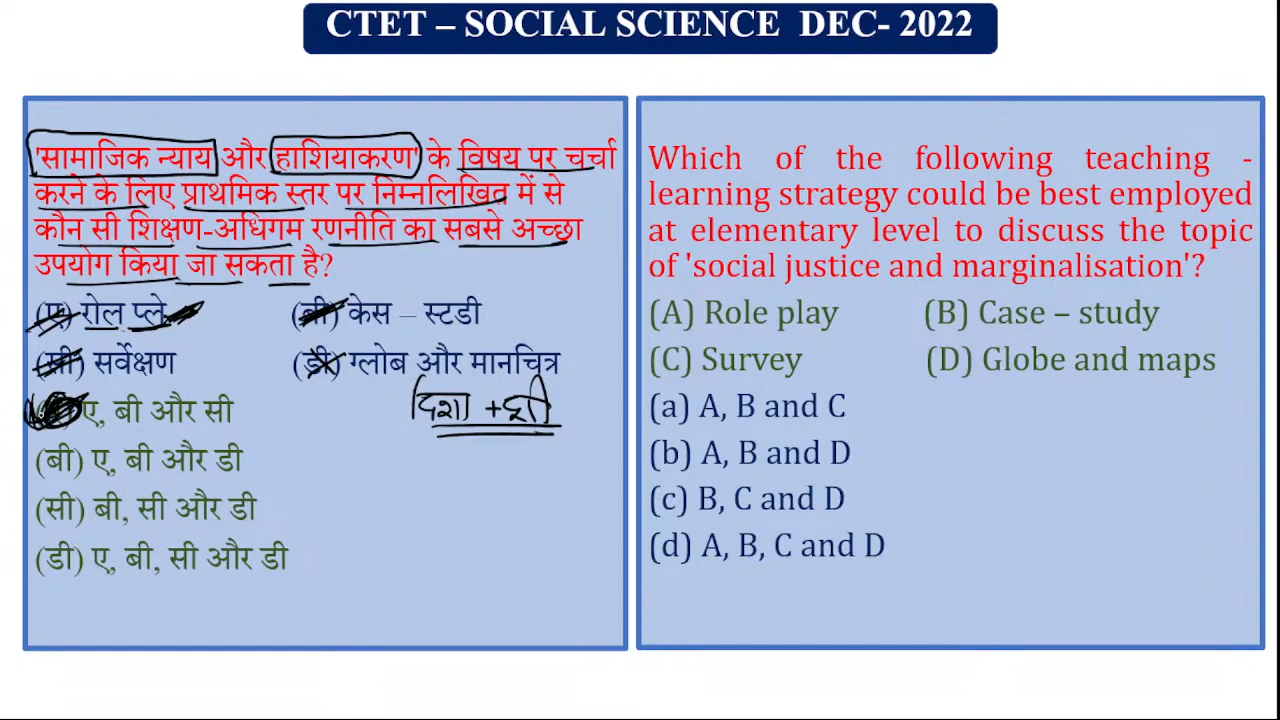 CTET – SOCIAL SCIENCE DEC- 2022
'सामाजिक न्याय और हाशियाकरण' के विषय पर चर्चा
करने के लिए प्राथमिक स्तर पर निम्नलिखित में से
कौन सी शिक्षण-अधिगम रणनीति का सबसे अच्छा
उपयोग किया जा सकता है?
(ए) रोल प्ले (बी) केस – स्टडी
(सी) सर्वेक्षण (डी) ग्लोब और मानचित्र
ए, बी और सी
दिशा +
(बी) ए, बी और डी
(सी) बी, सी और डी
(डी) ए, बी, सी और डी
Which of the following teaching -
learning strategy could be best employed
at elementary level to discuss the topic
of 'social justice and marginalisation'?
(A) Role play (B) Case – study
(C) Survey (D) Globe and maps
(a) A, B and C
(b) A, B and D
(c) B, C and D
(d) A, B, C and D